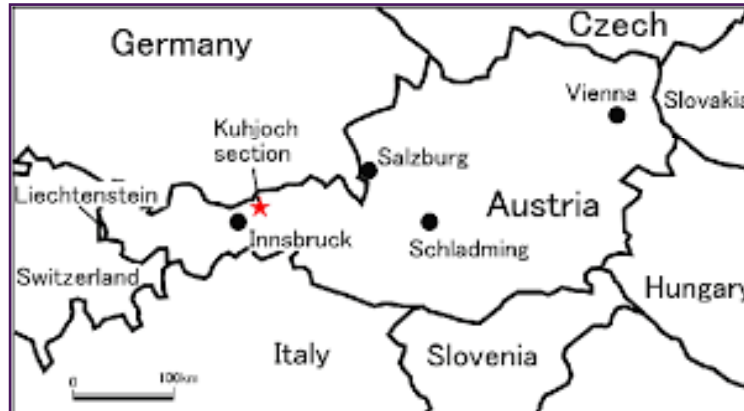 Czech
Germany
Vienna
Slovakia
Kuhjoch
section
Salzburg
Liechtenstein
Austria
Innsbruck
Schladming
Switzerland
Hungary
Italy
Slovenia
0
100km